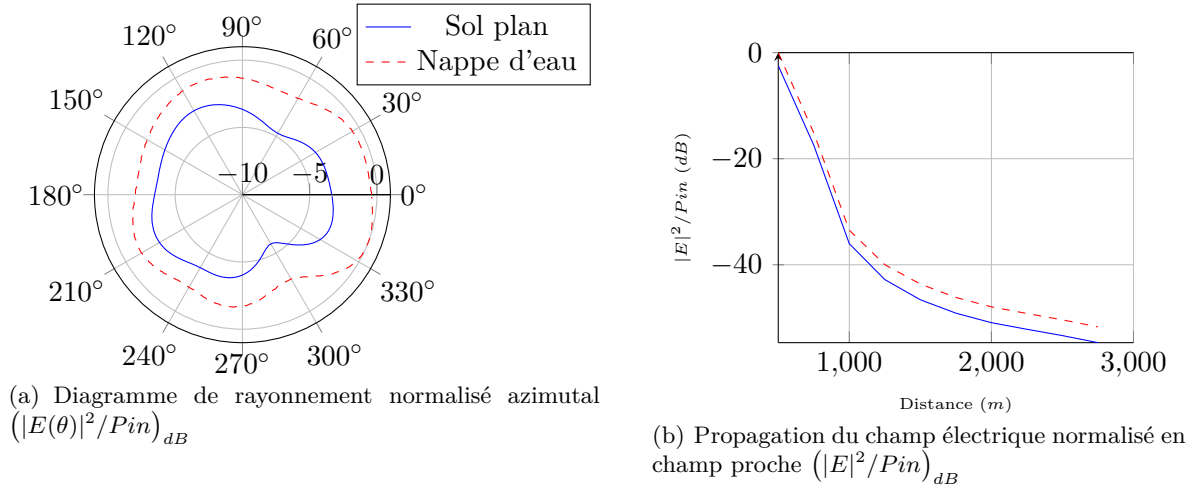 90°
120°
60°
Sol plan
Nappe d'eau
150°
30°
180°
−10
−5
0
0°
210°
330°
240°
300°
270°
(a) Diagramme de rayonnement normalisé azimutal
(|E(θ)|²/Pin)_dB
0
−20
−40
|E|²/Pin (dB)
1,000
2,000
3,000
Distance (m)
(b) Propagation du champ électrique normalisé en
champ proche (|E|²/Pin)_dB